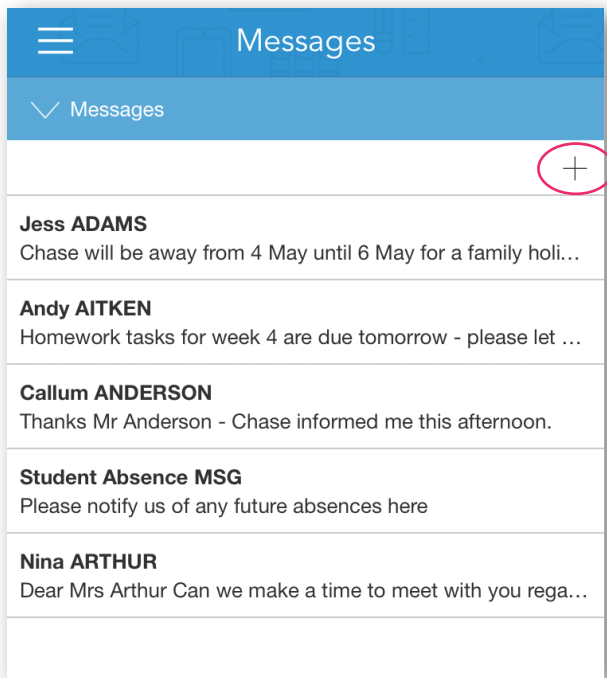 Messages
Messages
+
Jess ADAMS
Chase will be away from 4 May until 6 May for a family holi...
Andy AITKEN
Homework tasks for week 4 are due tomorrow - please let ...
Callum ANDERSON
Thanks Mr Anderson - Chase informed me this afternoon.
Student Absence MSG
Please notify us of any future absences here
Nina ARTHUR
Dear Mrs Arthur Can we make a time to meet with you rega...